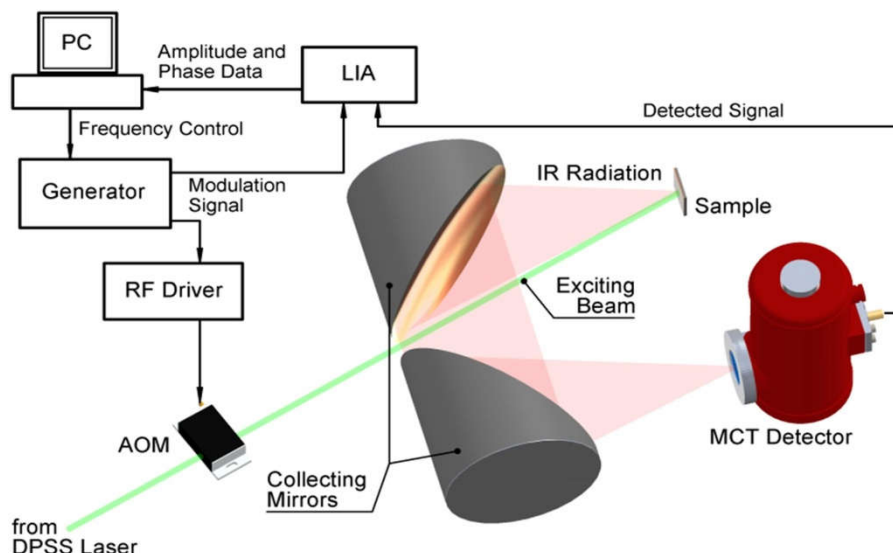 PC
Amplitude and
Phase Data
LIA
Detected Signal
Frequency Control
Generator
Modulation
Signal
IR Radiation
Sample
RF Driver
Exciting
Beam
AOM
MCT Detector
Collecting
Mirrors
from
DPSS Laser